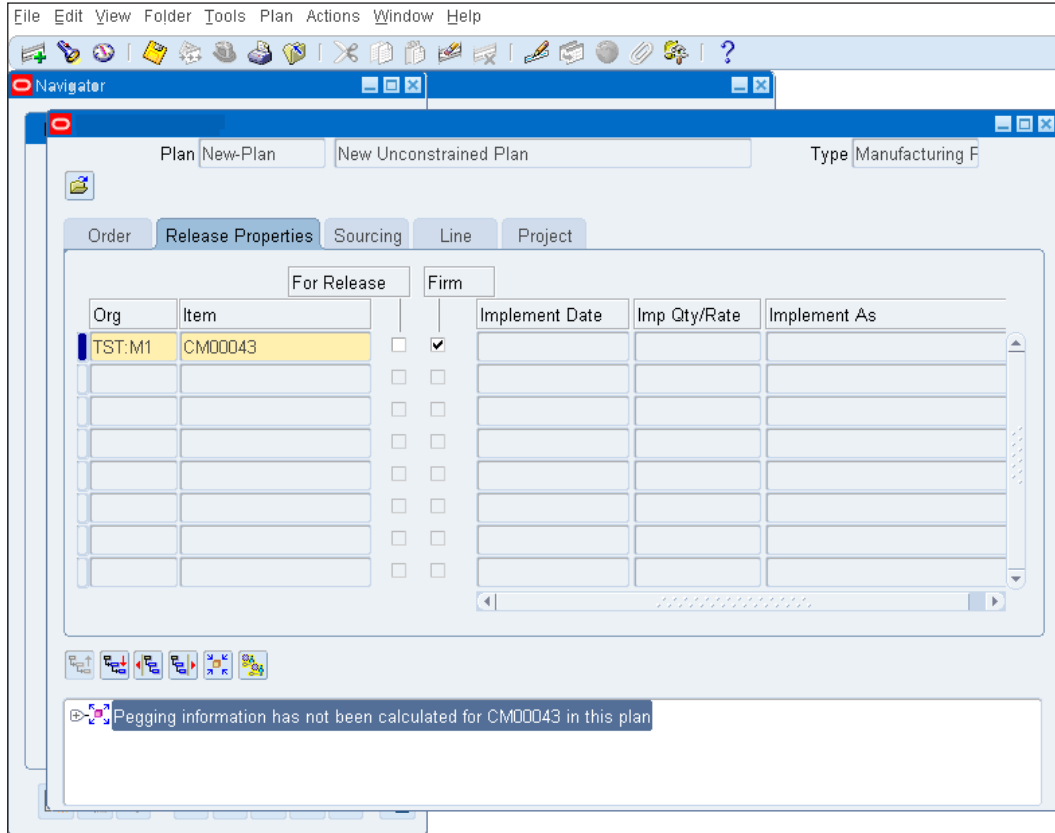 File Edit View Folder Tools Plan Actions Window Help
Navigator
Plan New-Plan New Unconstrained Plan Type Manufacturing P
Order Release Properties Sourcing Line Project
For Release Firm
Org Item Implement Date Imp Qty/Rate Implement As
TST:M1 CM00043
Pegging information has not been calculated for CM00043 in this plan